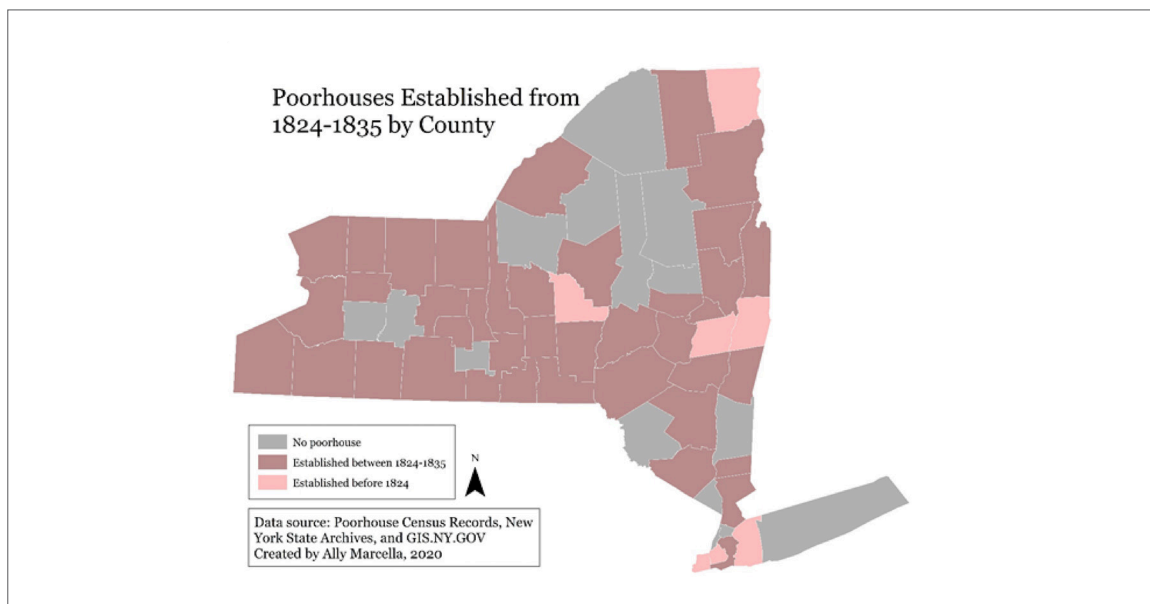 Poorhouses Established from
1824-1835 by County
No poorhouse
Established between 1824-1835
Established before 1824
N
Data source: Poorhouse Census Records, New
York State Archives, and GIS.NY.GOV
Created by Ally Marcella, 2020